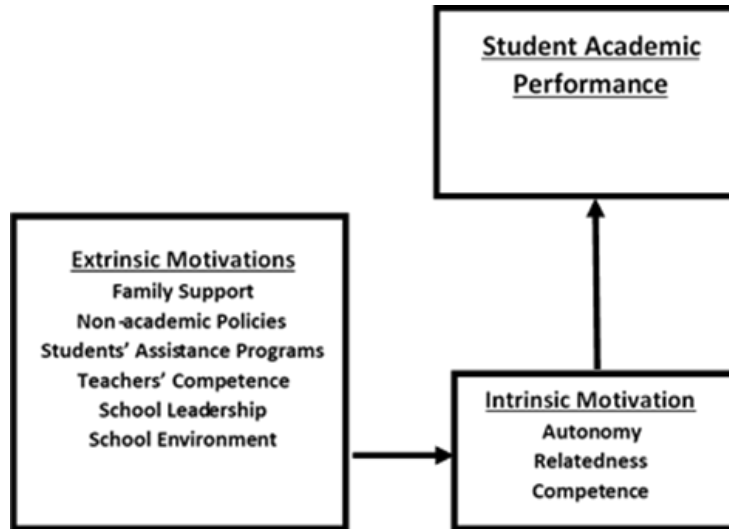 Student Academic
Performance
Extrinsic Motivations
Family Support
Non-academic Policies
Students’ Assistance Programs
Teachers’ Competence
School Leadership
School Environment
Intrinsic Motivation
Autonomy
Relatedness
Competence